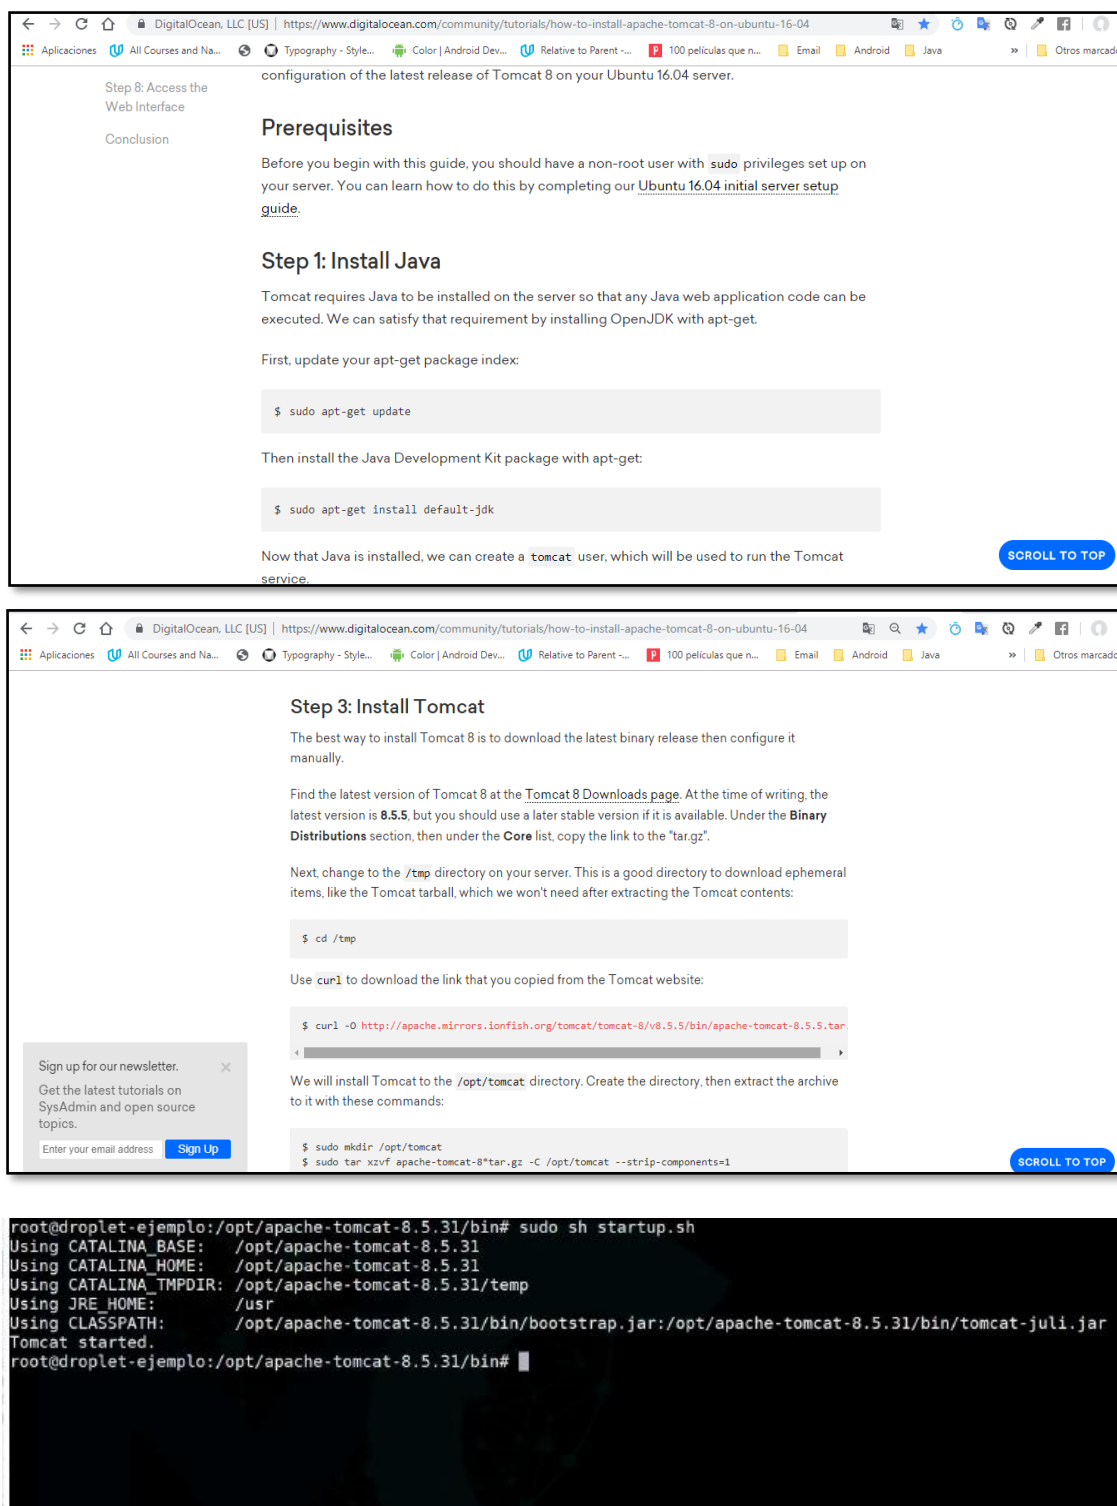 DigitalOcean, LLC [US] | https://www.digitalocean.com/community/tutorials/how-to-install-apache-tomcat-8-on-ubuntu-16-04
Aplicaciones All Courses and Na... Typography - Style... Color | Android Dev... Relative to Parent -... 100 películas que n... Email Android Java » Otros marcado
configuration of the latest release of Tomcat 8 on your Ubuntu 16.04 server.
Step 8: Access the
Web Interface
Conclusion
Prerequisites
Before you begin with this guide, you should have a non-root user with sudo privileges set up on
your server. You can learn how to do this by completing our Ubuntu 16.04 initial server setup
guide.
Step 1: Install Java
Tomcat requires Java to be installed on the server so that any Java web application code can be
executed. We can satisfy that requirement by installing OpenJDK with apt-get.
First, update your apt-get package index:
$ sudo apt-get update
Then install the Java Development Kit package with apt-get:
$ sudo apt-get install default-jdk
Now that Java is installed, we can create a tomcat user, which will be used to run the Tomcat
service.
SCROLL TO TOP
DigitalOcean, LLC [US] | https://www.digitalocean.com/community/tutorials/how-to-install-apache-tomcat-8-on-ubuntu-16-04
Aplicaciones All Courses and Na... Typography - Style... Color | Android Dev... Relative to Parent -... 100 películas que n... Email Android Java » Otros marcado
Step 3: Install Tomcat
The best way to install Tomcat 8 is to download the latest binary release then configure it
manually.
Find the latest version of Tomcat 8 at the Tomcat 8 Downloads page. At the time of writing, the
latest version is 8.5.5, but you should use a later stable version if it is available. Under the Binary
Distributions section, then under the Core list, copy the link to the "tar.gz".
Next, change to the /tmp directory on your server. This is a good directory to download ephemeral
items, like the Tomcat tarball, which we won't need after extracting the Tomcat contents:
$ cd /tmp
Use curl to download the link that you copied from the Tomcat website:
$ curl -O http://apache.mirrors.ionfish.org/tomcat/tomcat-8/v8.5.5/bin/apache-tomcat-8.5.5.tar.
We will install Tomcat to the /opt/tomcat directory. Create the directory, then extract the archive
to it with these commands:
$ sudo mkdir /opt/tomcat
$ sudo tar xzvf apache-tomcat-8*tar.gz -C /opt/tomcat --strip-components=1
Sign up for our newsletter. ×
Get the latest tutorials on
SysAdmin and open source
topics.
Enter your email address Sign Up
SCROLL TO TOP
root@droplet-ejemplo:/opt/apache-tomcat-8.5.31/bin# sudo sh startup.sh
Using CATALINA_BASE:   /opt/apache-tomcat-8.5.31
Using CATALINA_HOME:   /opt/apache-tomcat-8.5.31
Using CATALINA_TMPDIR: /opt/apache-tomcat-8.5.31/temp
Using JRE_HOME:        /usr
Using CLASSPATH:       /opt/apache-tomcat-8.5.31/bin/bootstrap.jar:/opt/apache-tomcat-8.5.31/bin/tomcat-juli.jar
Tomcat started.
root@droplet-ejemplo:/opt/apache-tomcat-8.5.31/bin#